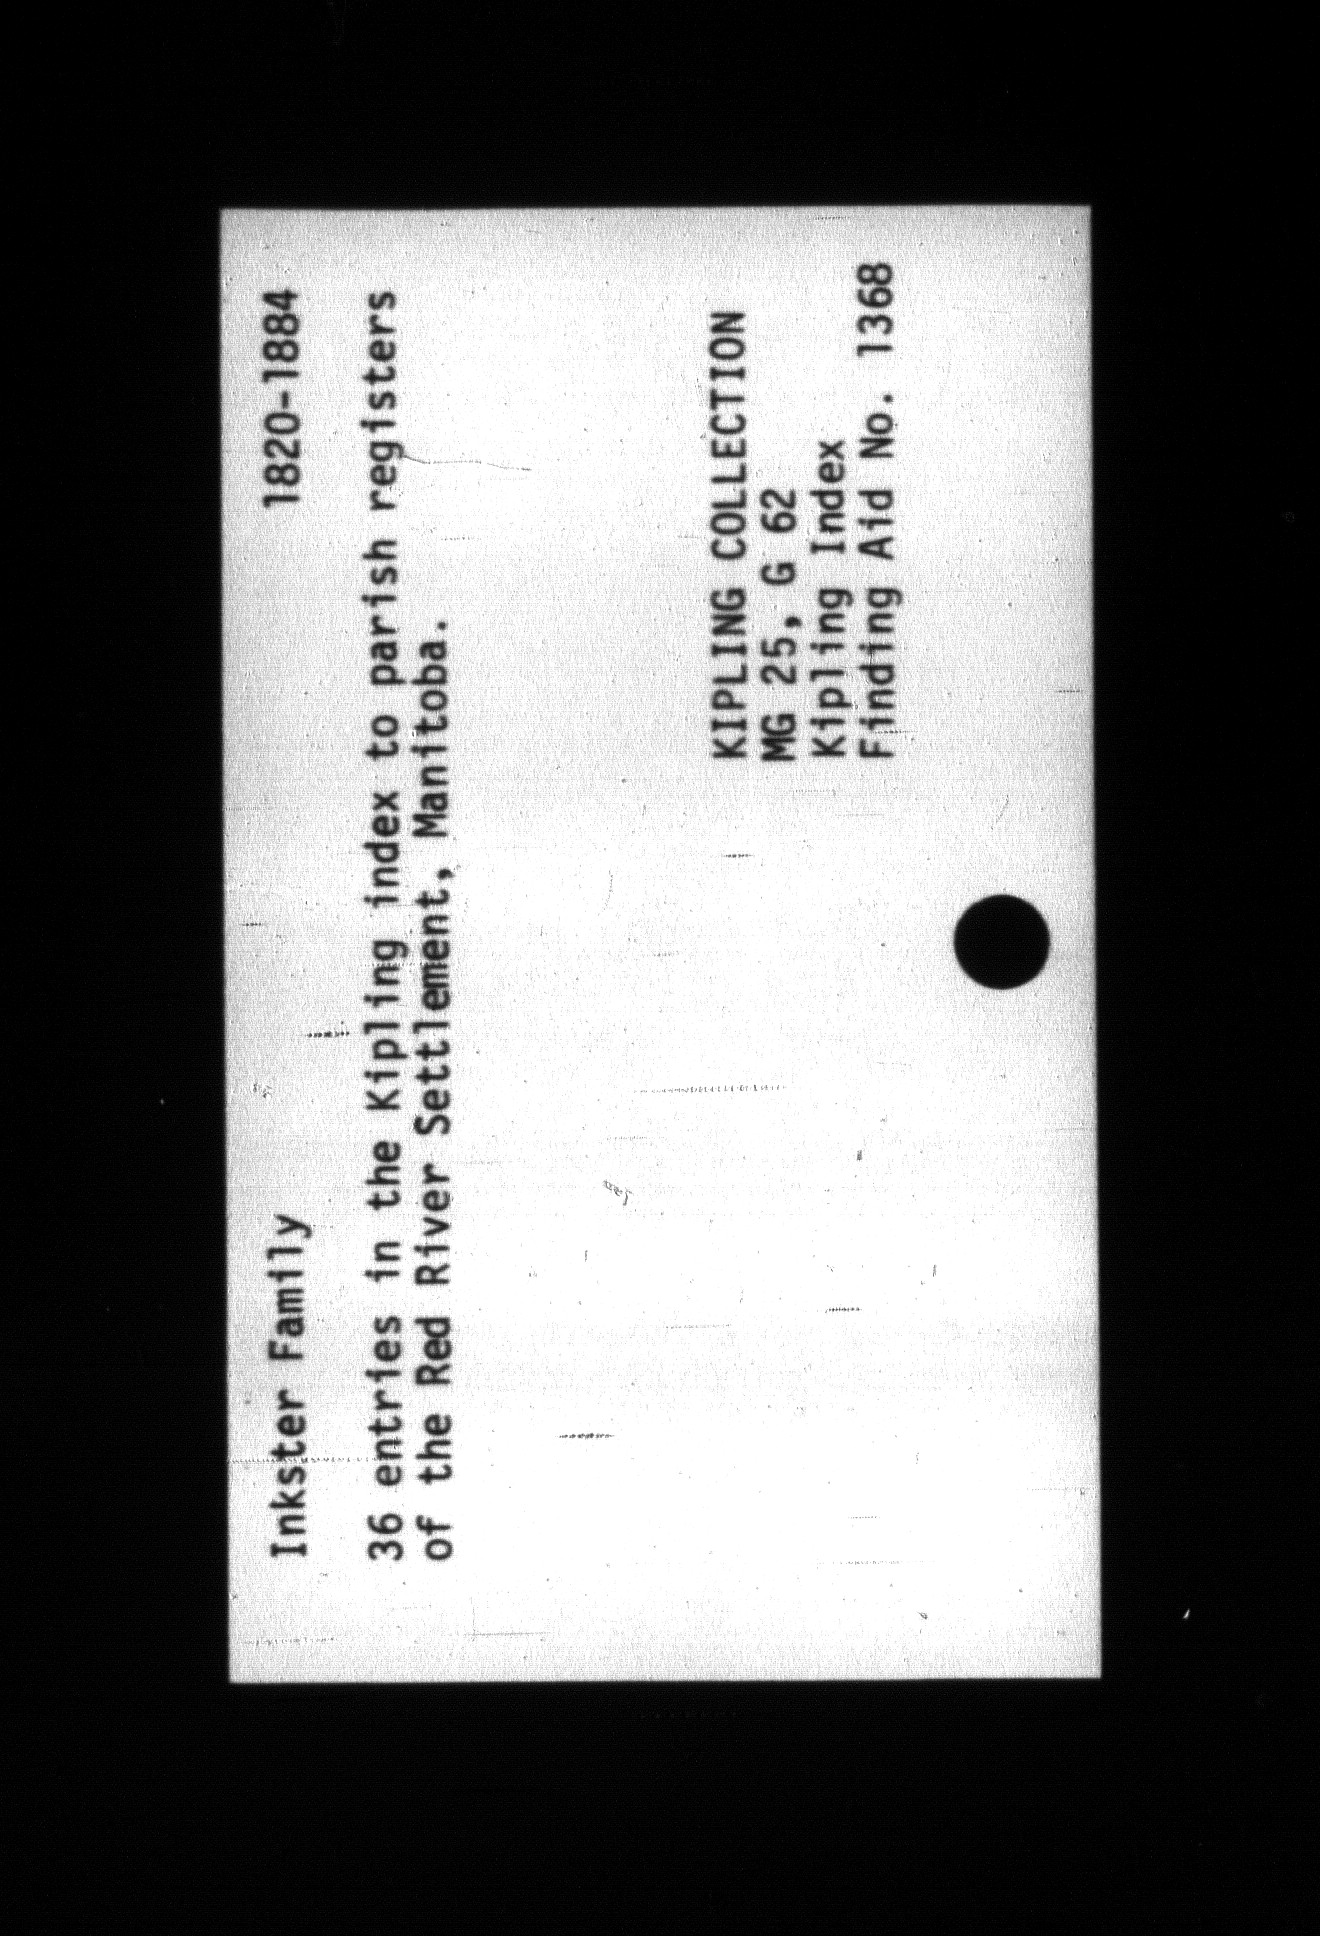 Inkster Family 1820-1884
36 entries in the Kipling index to parish registers
of the Red River Settlement, Manitoba.
KIPLING COLLECTION
MG 25, G 62
Kipling Index
Finding Aid No. 1368